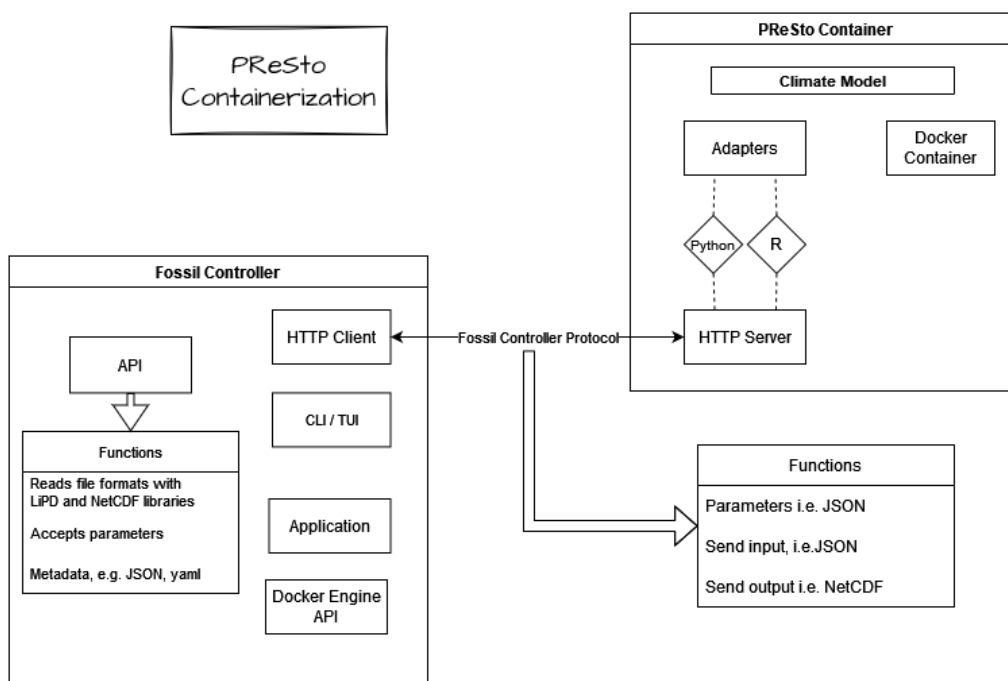 PReSto
Containerization
PReSto Container
Climate Model
Adapters
Docker
Container
Python
R
HTTP Server
Fossil Controller
HTTP Client
Fossil Controller Protocol
API
CLI / TUI
Functions
Reads file formats with
LiPD and NetCDF libraries
Accepts parameters
Metadata, e.g. JSON, yaml
Application
Docker Engine
API
Functions
Parameters i.e. JSON
Send input, i.e.JSON
Send output i.e. NetCDF